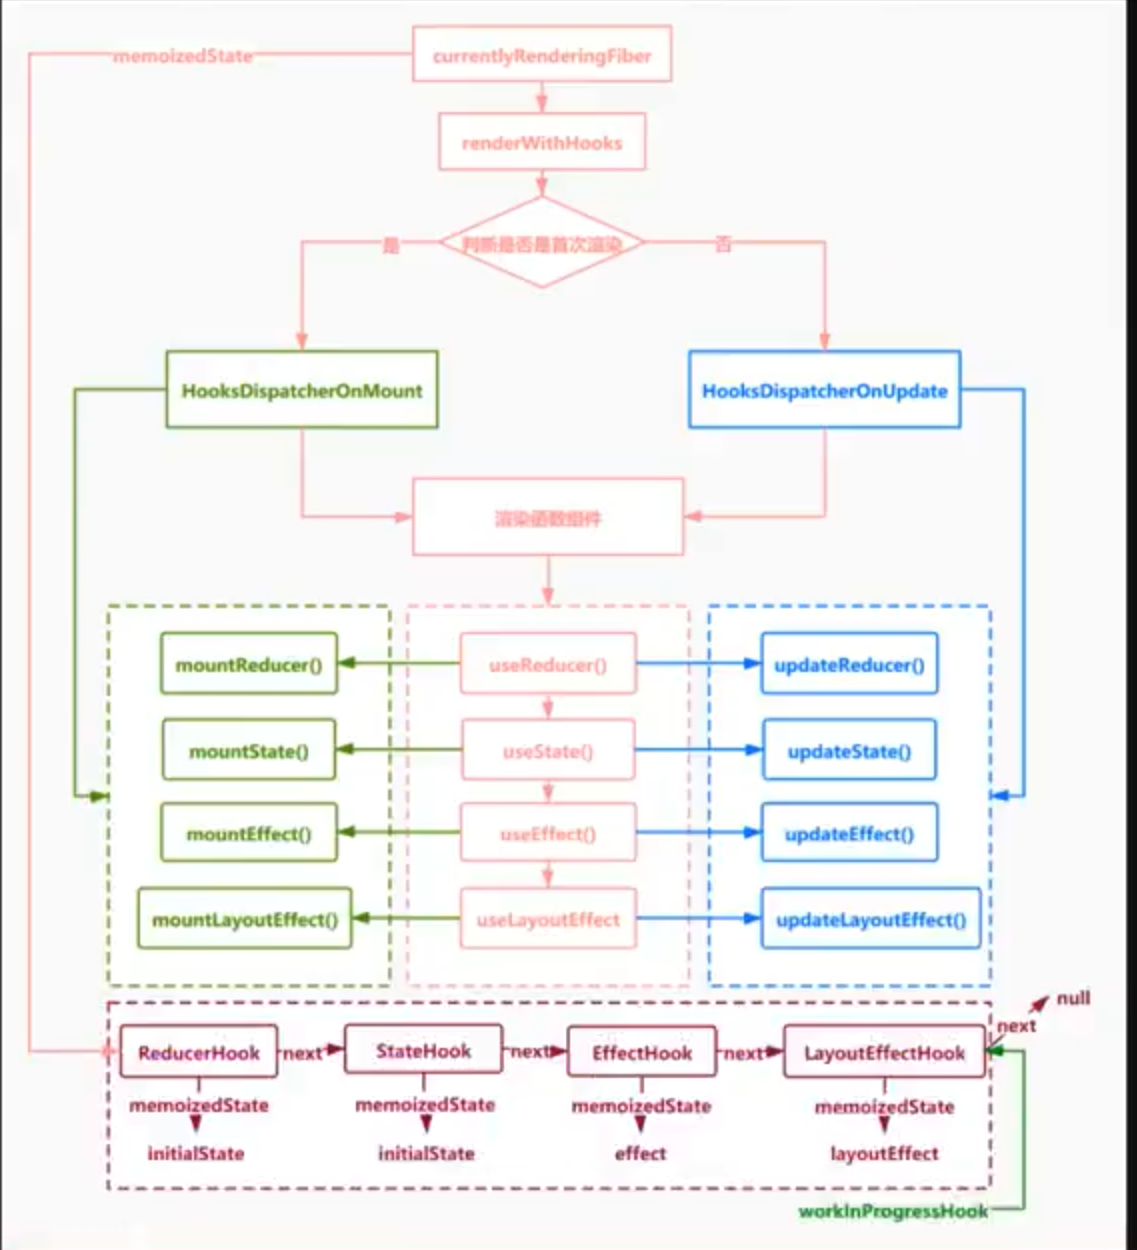 memoizedState
currentlyRenderingFiber
renderWithHooks
是
判断是否是首次渲染
否
HooksDispatcherOnMount
HooksDispatcherOnUpdate
渲染函数组件
mountReducer()
useReducer()
updateReducer()
mountState()
useState()
updateState()
mountEffect()
useEffect()
updateEffect()
mountLayoutEffect()
useLayoutEffect
updateLayoutEffect()
null
next
ReducerHook
next
StateHook
next
EffectHook
next
LayoutEffectHook
memoizedState
memoizedState
memoizedState
memoizedState
initialState
initialState
effect
layoutEffect
workInProgressHook